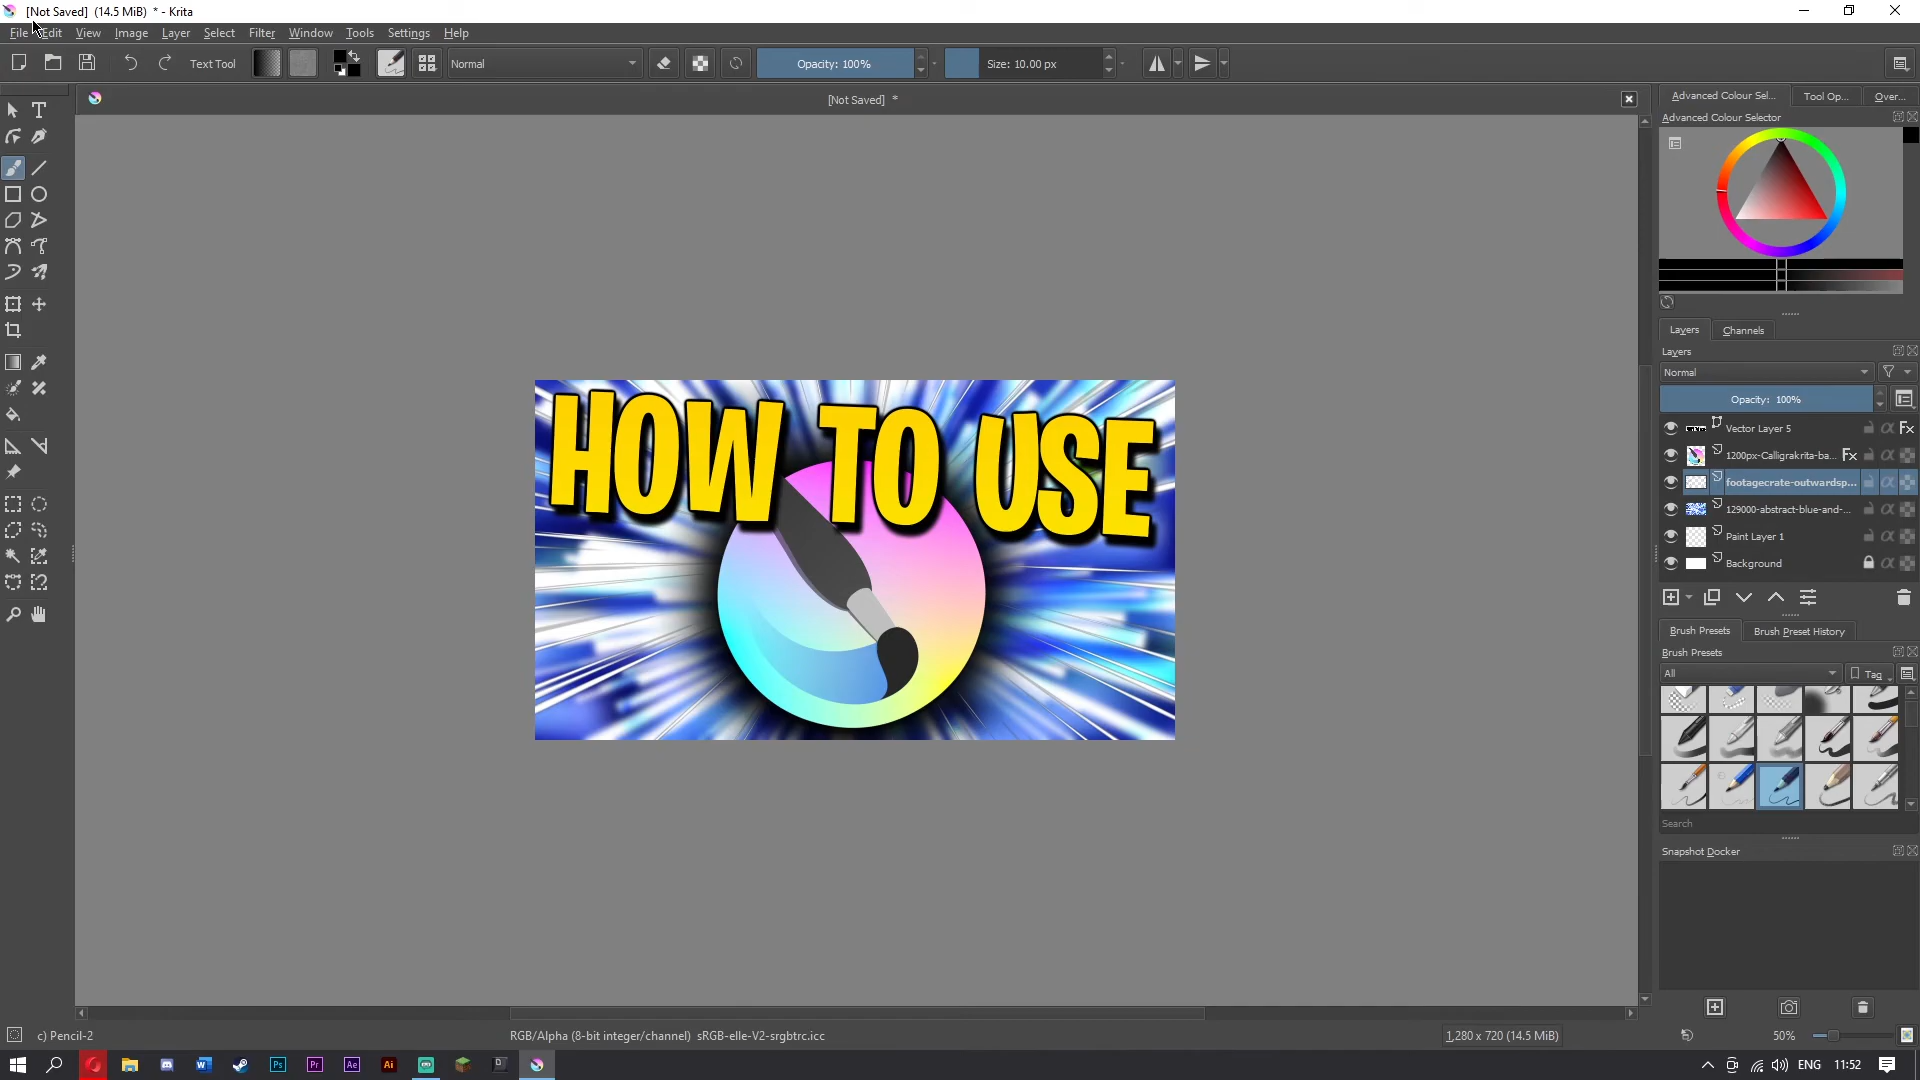 [Not Saved] (14.5 MiB) * - Krita
File Edit View Image Layer Select Filter Window Tools Settings Help
Text Tool Normal Opacity: 100% Size: 10.00 px
[Not Saved] *
Advanced Colour Sel... Tool Op... Over...
Advanced Colour Selector
Layers Channels
Layers
Normal
Opacity: 100%
Vector Layer 5
1200px-Calligrakrita-ba...
footagecrate-outwardsp...
129000-abstract-blue-and-...
Paint Layer 1
Background
HOW TO USE
Brush Presets Brush Preset History
Brush Presets
All Tag
Search
Snapshot Docker
c) Pencil-2 RGB/Alpha (8-bit integer/channel) sRGB-elle-V2-srgbtrc.icc 1,280 x 720 (14.5 MiB) 50%
W Ps Pr Ae Ai D ENG 11:52